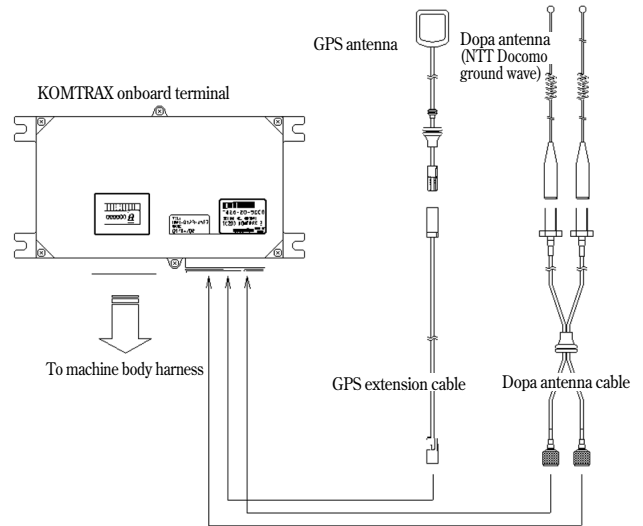 GPS antenna
Dopa antenna
(NTT Docomo
ground wave)
KOMTRAX onboard terminal
To machine body harness
GPS extension cable
Dopa antenna cable